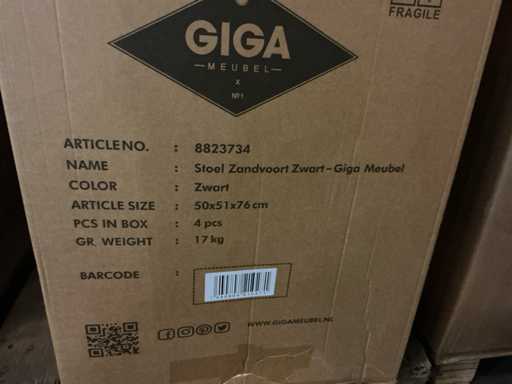 FRAGILE
GIGA
MEUBEL
X
Nº1
ARTICLE NO. : 8823734
NAME : Stoel Zandvoort Zwart - Giga Meubel
COLOR : Zwart
ARTICLE SIZE : 50x51x76 cm
PCS IN BOX : 4 pcs
GR. WEIGHT : 17 kg
BARCODE :
WWW.GIGAMEUBEL.NL